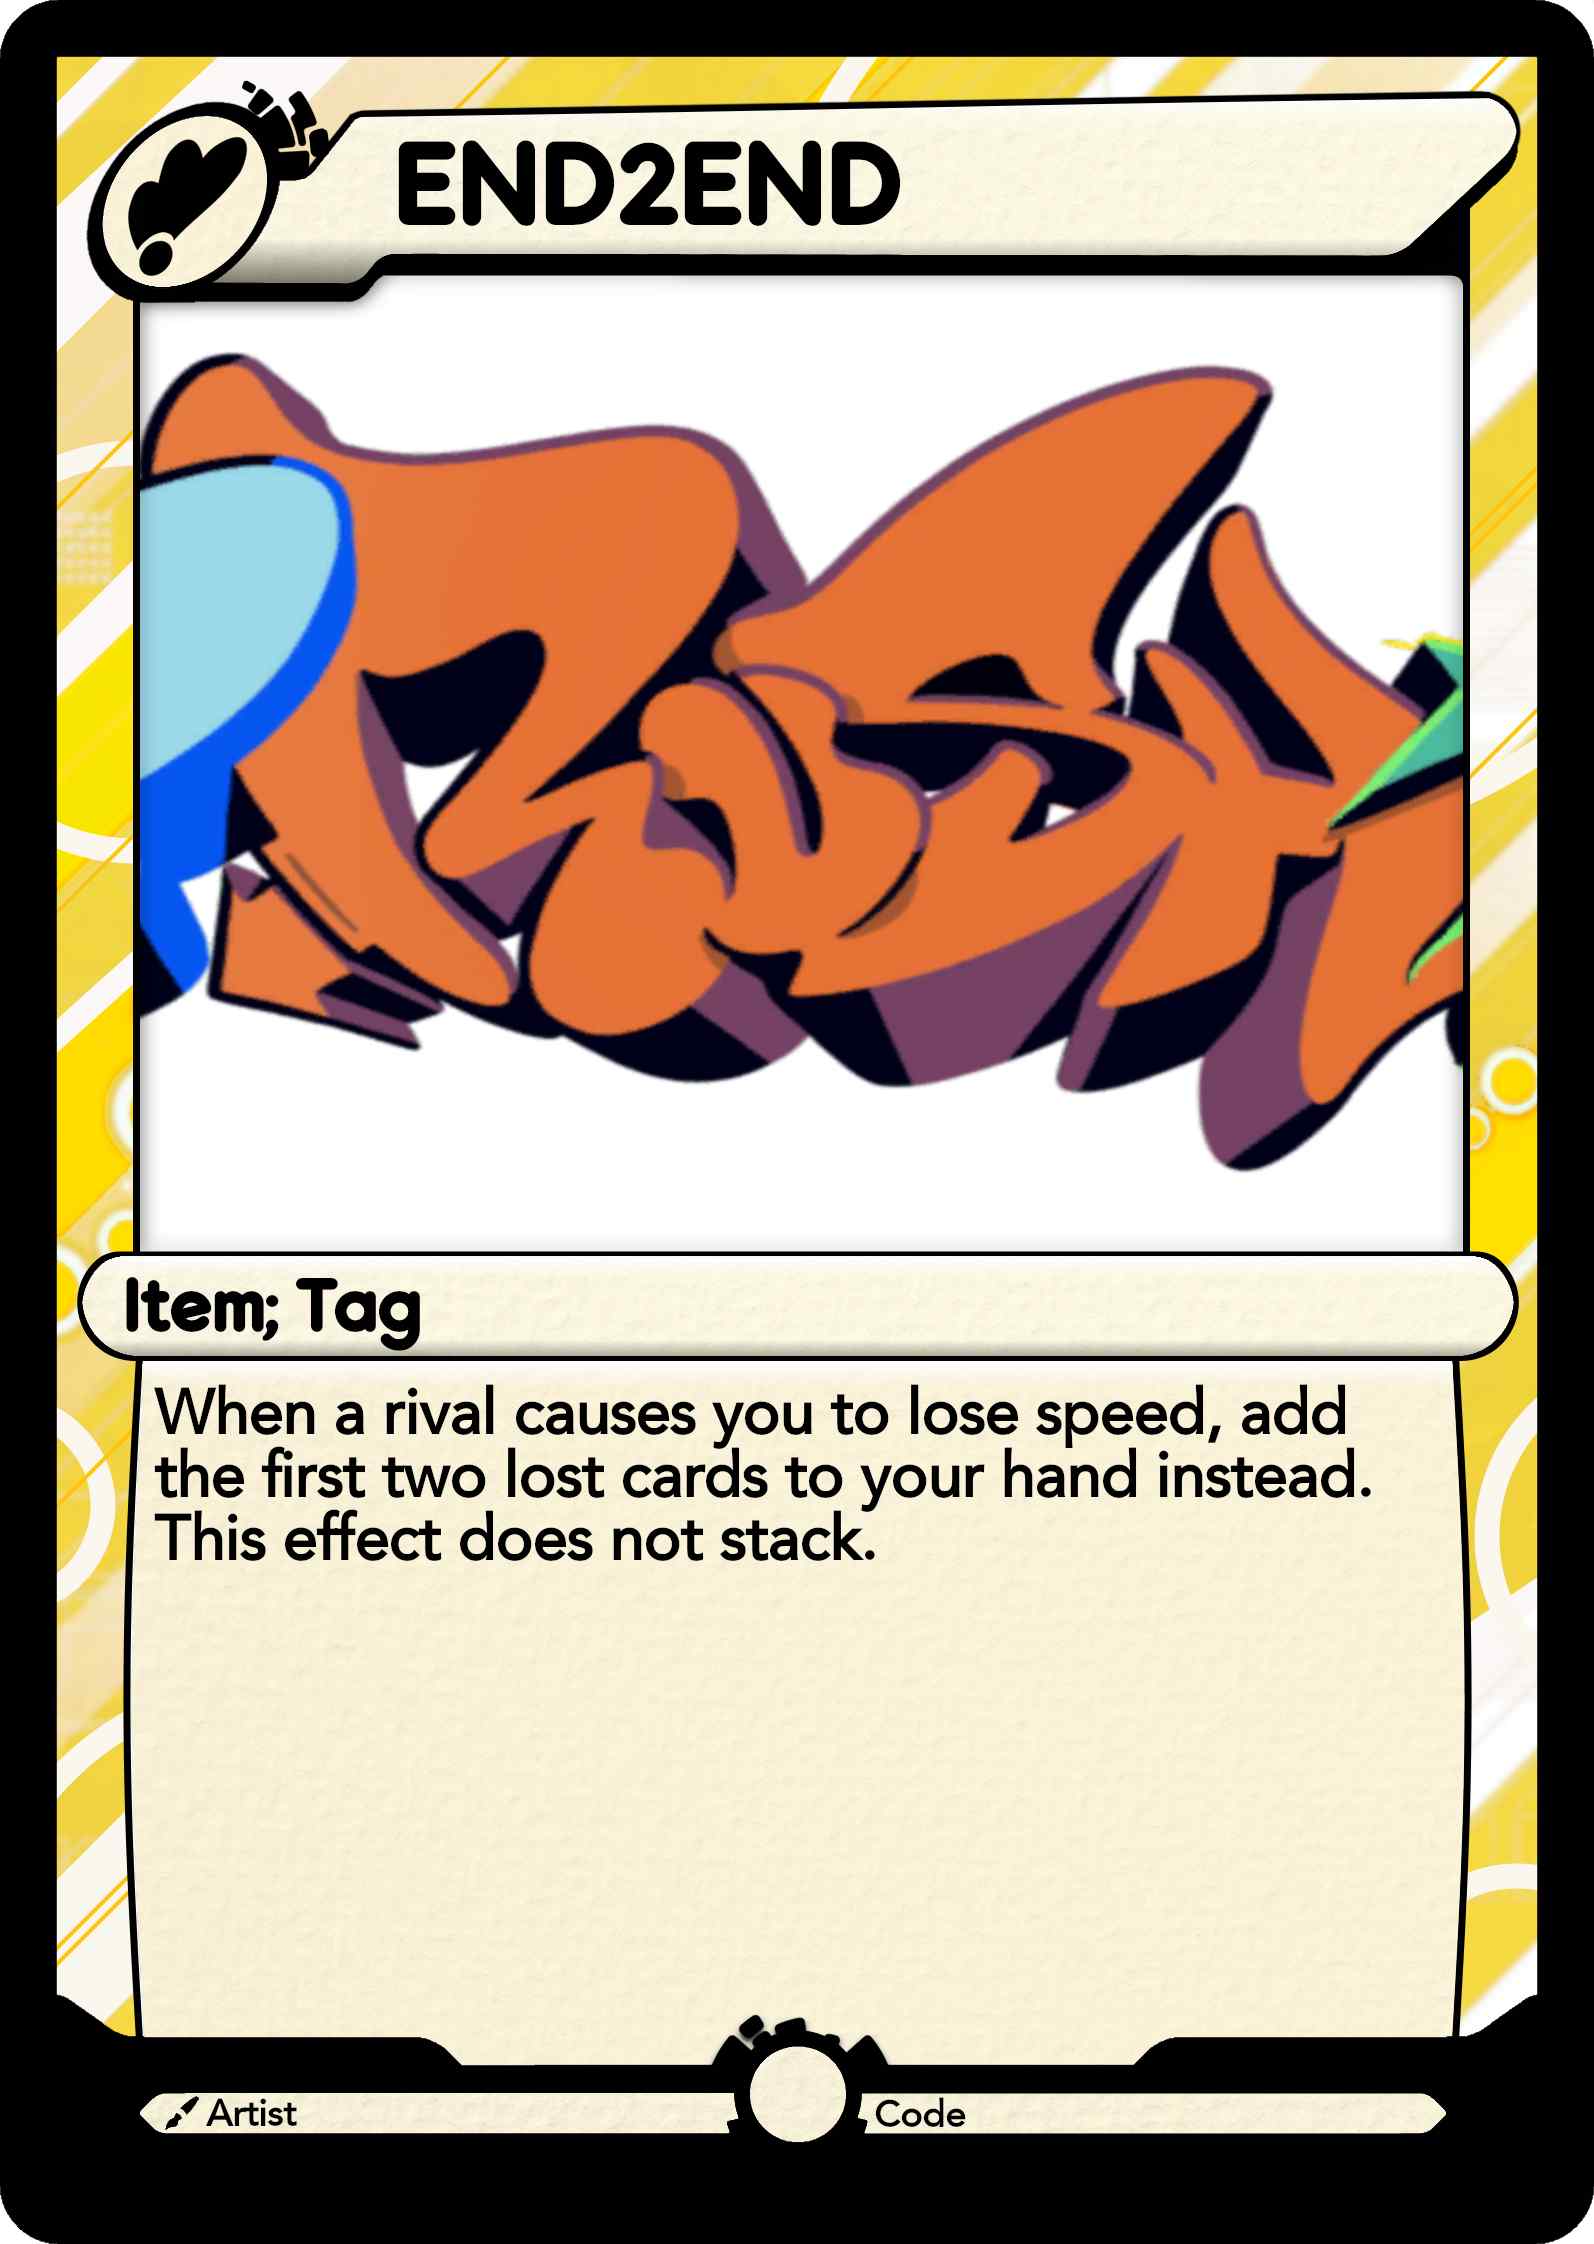 END2END
Item; Tag
When a rival causes you to lose speed, add
the first two lost cards to your hand instead.
This effect does not stack.
Artist
Code